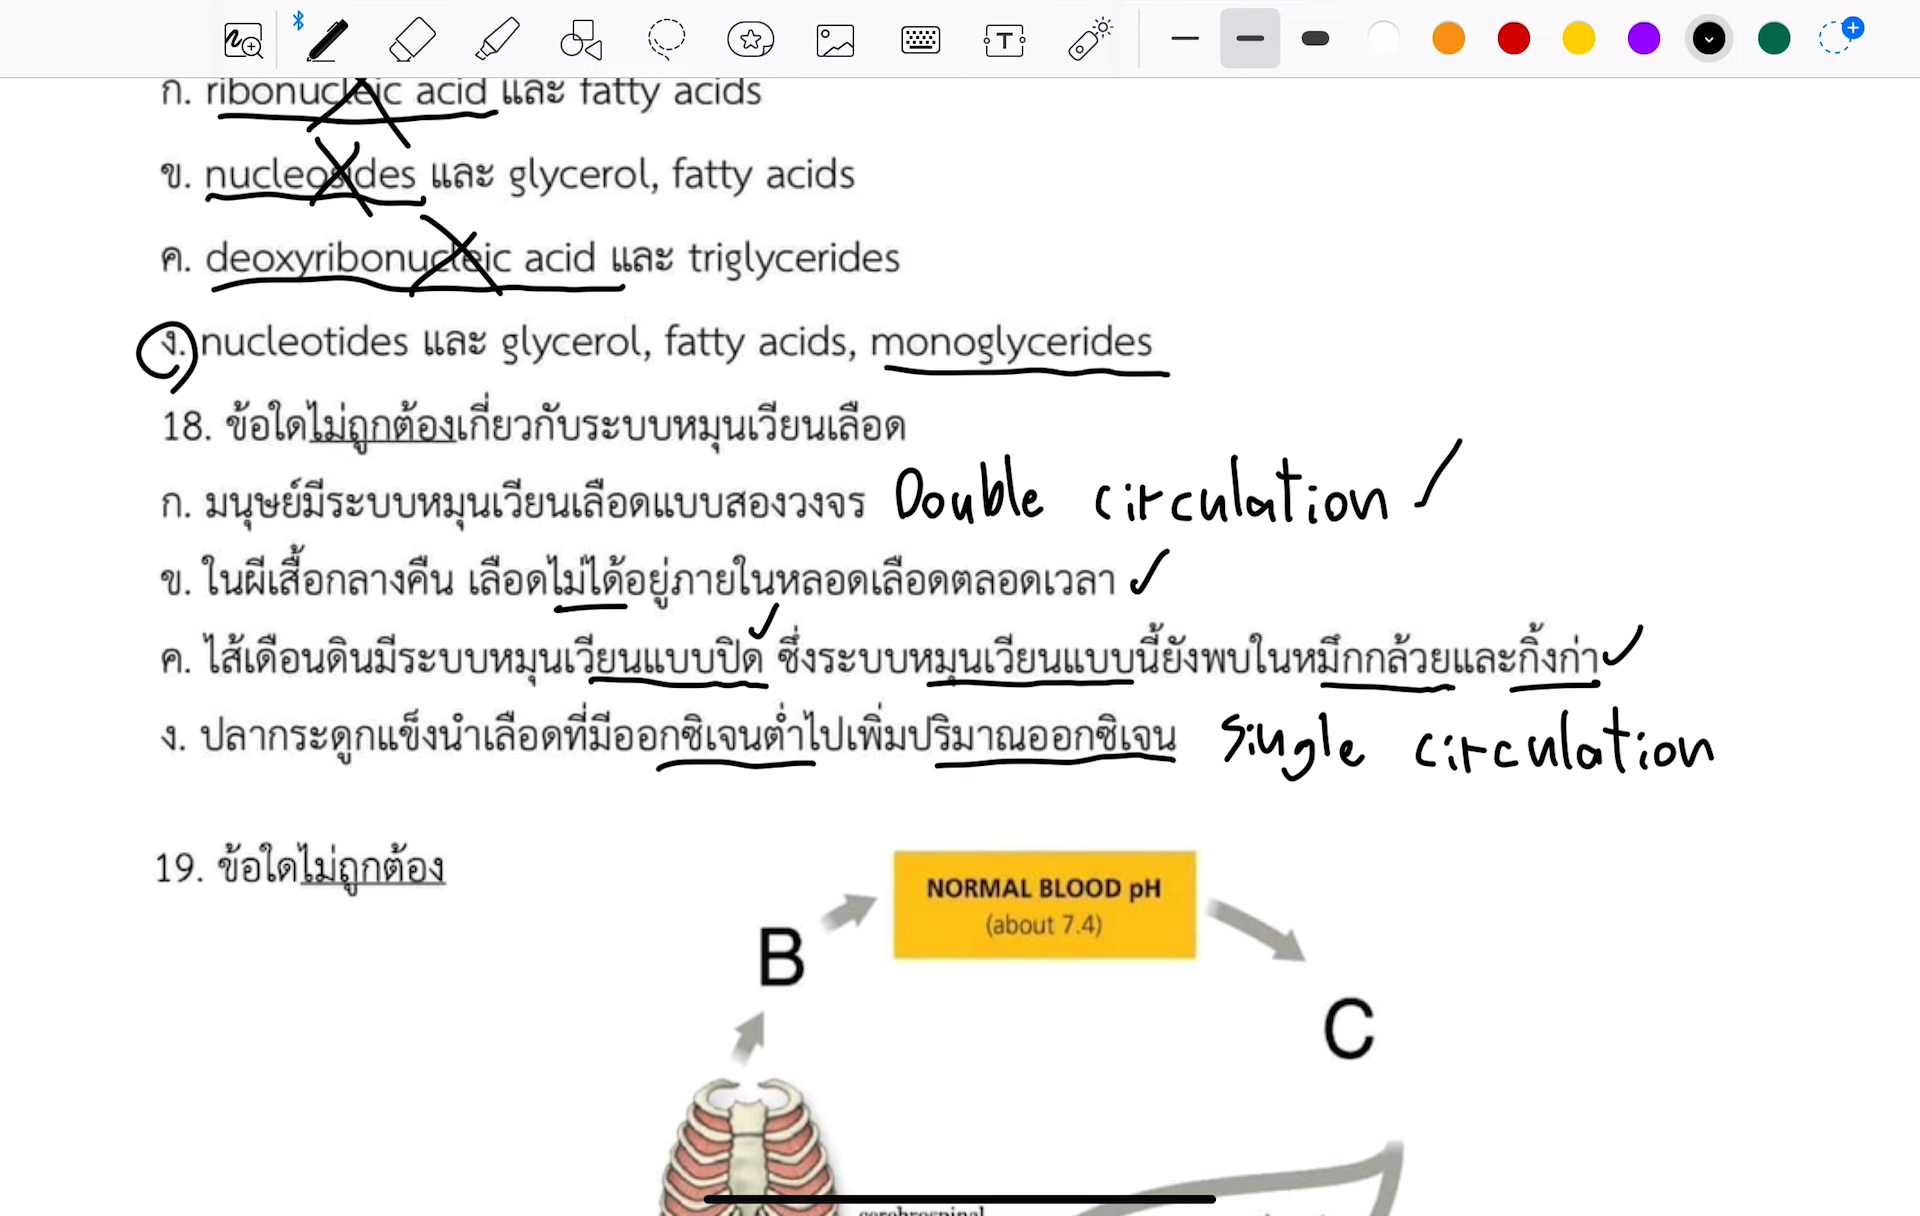 ก. ribonucleic acid และ fatty acids
ข. nucleosides และ glycerol, fatty acids
ค. deoxyribonucleic acid และ triglycerides
ง. nucleotides และ glycerol, fatty acids, monoglycerides
18. ข้อใดไม่ถูกต้องเกี่ยวกับระบบหมุนเวียนเลือด
ก. มนุษย์มีระบบหมุนเวียนเลือดแบบสองวงจร Double circulation
ข. ในผีเสื้อกลางคืน เลือดไม่ได้อยู่ภายในหลอดเลือดตลอดเวลา
ค. ไส้เดือนดินมีระบบหมุนเวียนแบบปิด ซึ่งระบบหมุนเวียนแบบนี้ยังพบในหมึกกล้วยและกิ้งก่า
ง. ปลากระดูกแข็งนำเลือดที่มีออกซิเจนต่ำไปเพิ่มปริมาณออกซิเจน Single circulation
19. ข้อใดไม่ถูกต้อง
NORMAL BLOOD pH
(about 7.4)
B
C